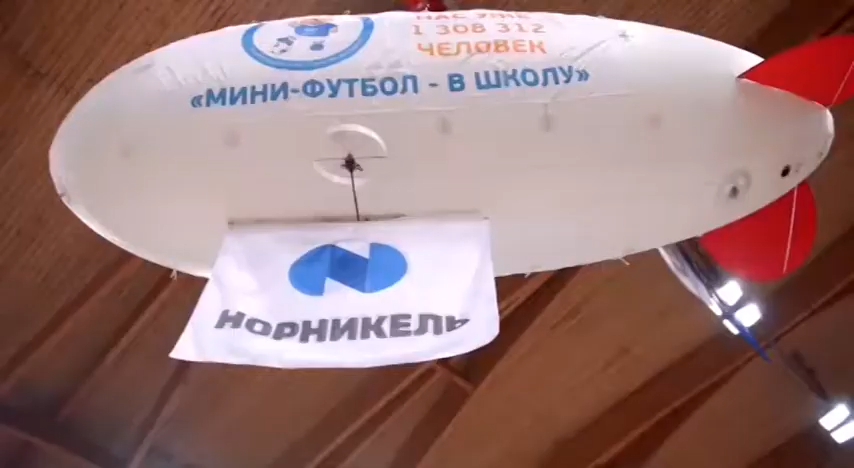 НАС УЖЕ
1 308 312
ЧЕЛОВЕК
«МИНИ-ФУТБОЛ - В ШКОЛУ»
НОРНИКЕЛЬ